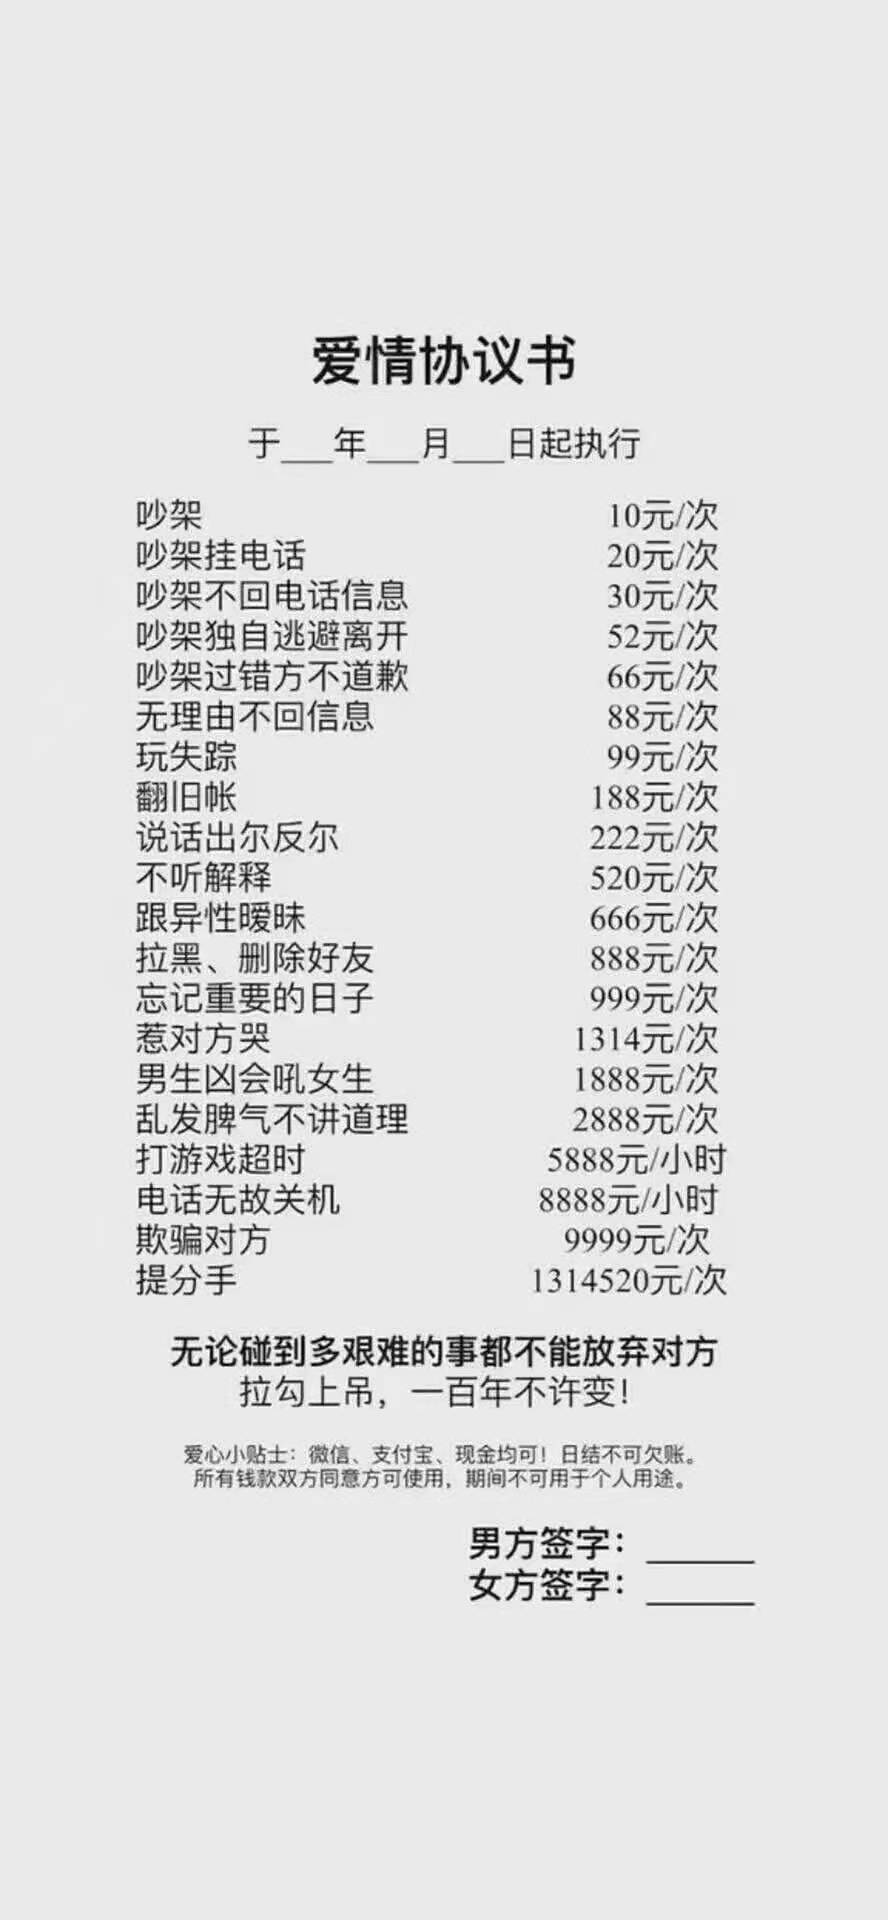 爱情协议书
于___年___月___日起执行
吵架 10元/次
吵架挂电话 20元/次
吵架不回电话信息 30元/次
吵架独自逃避离开 52元/次
吵架过错方不道歉 66元/次
无理由不回信息 88元/次
玩失踪 99元/次
翻旧帐 188元/次
说话出尔反尔 222元/次
不听解释 520元/次
跟异性暧昧 666元/次
拉黑、删除好友 888元/次
忘记重要的日子 999元/次
惹对方哭 1314元/次
男生凶会吼女生 1888元/次
乱发脾气不讲道理 2888元/次
打游戏超时 5888元/小时
电话无故关机 8888元/小时
欺骗对方 9999元/次
提分手 1314520元/次
无论碰到多艰难的事都不能放弃对方
拉勾上吊，一百年不许变！
爱心小贴士：微信、支付宝、现金均可！日结不可欠账。
所有钱款双方同意方可使用，期间不可用于个人用途。
男方签字：______
女方签字：______